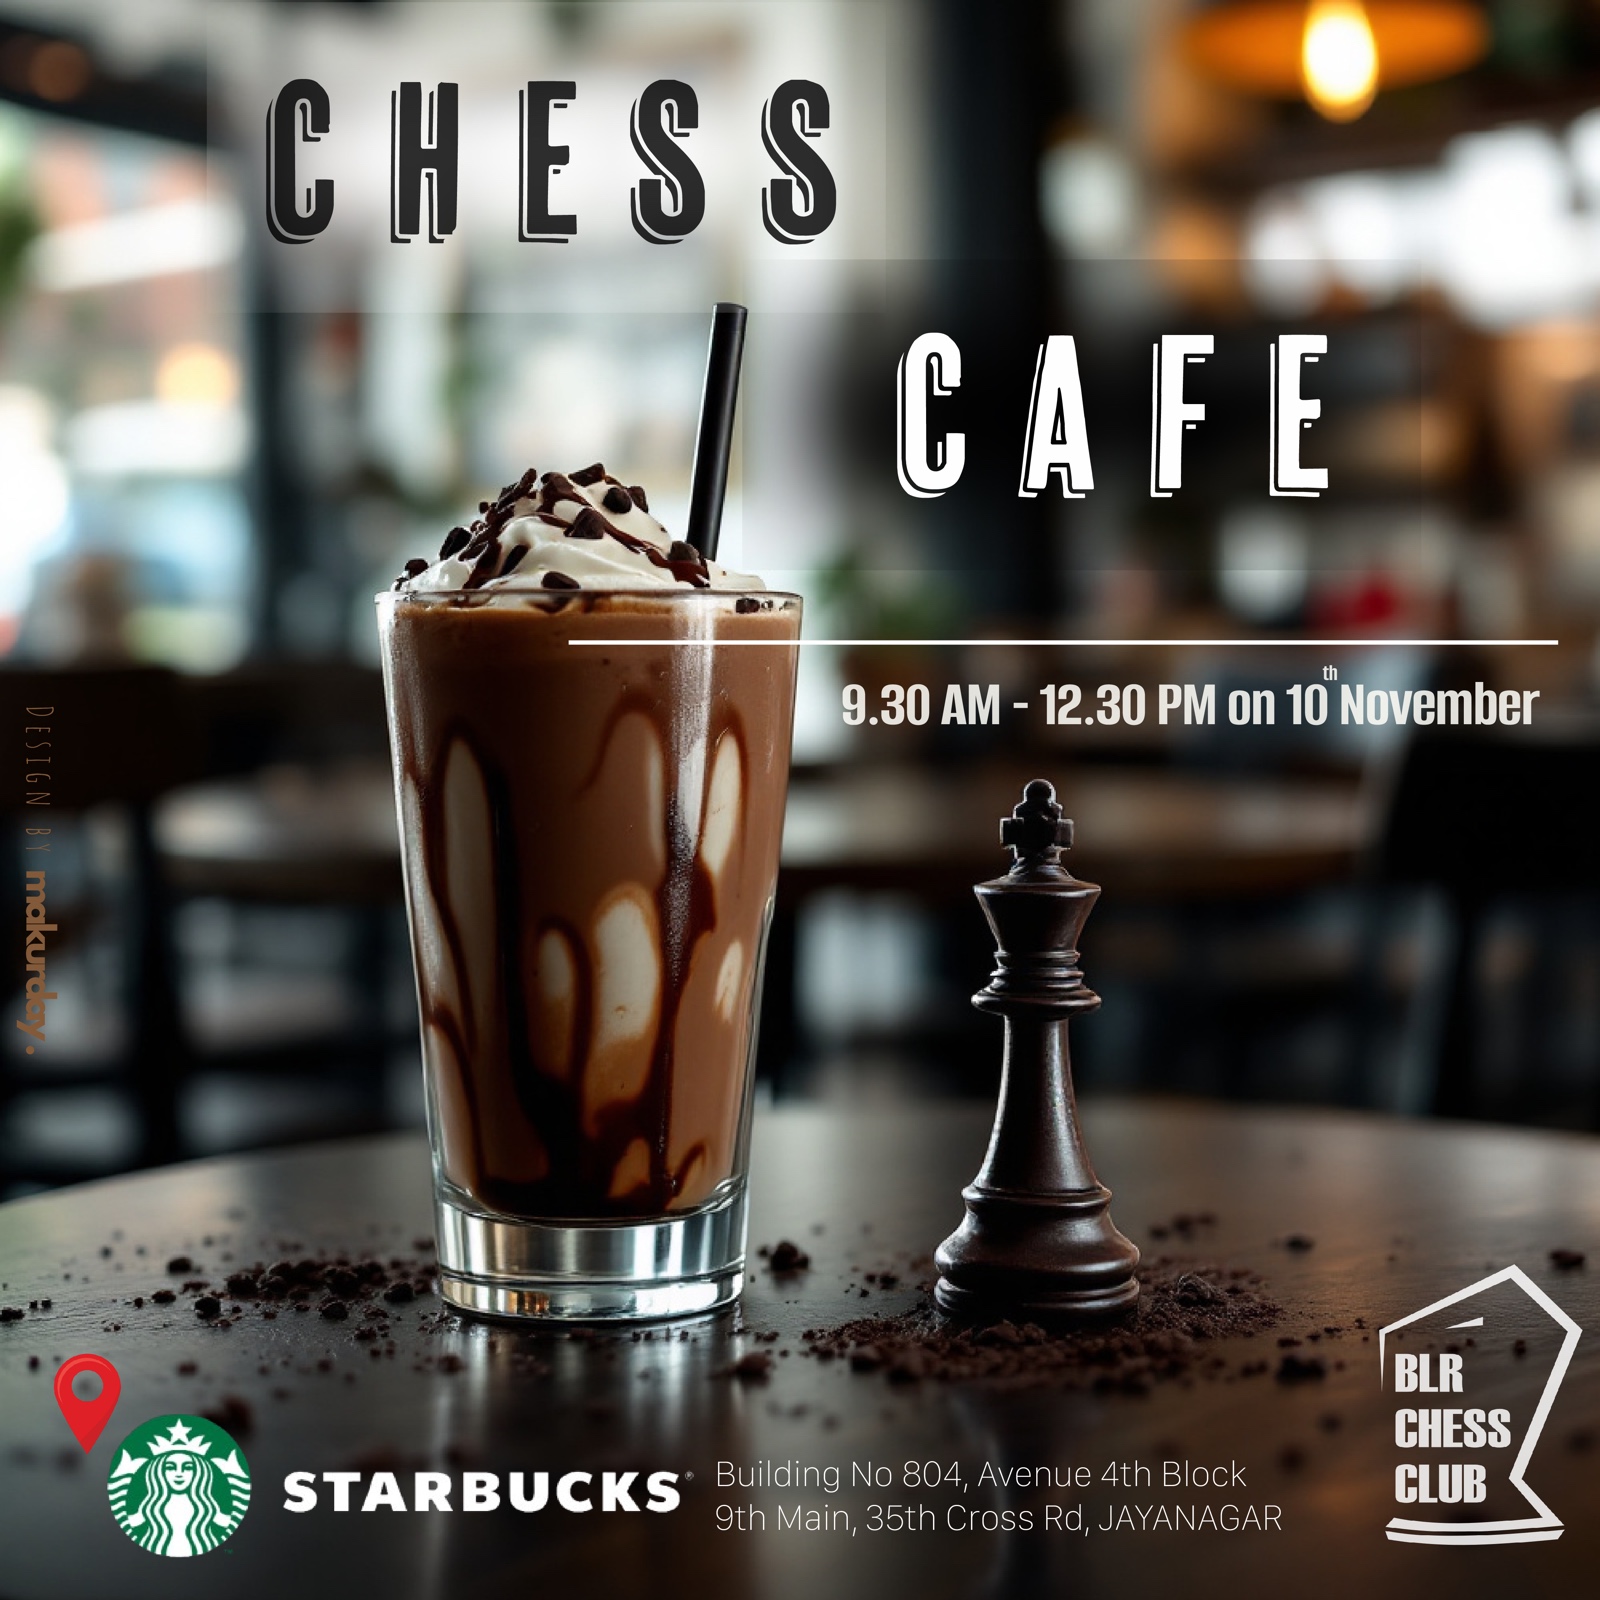 CHESS
CAFE
9.30 AM - 12.30 PM on 10th November
DESIGN BY makurday.
STARBUCKS®
Building No 804, Avenue 4th Block
9th Main, 35th Cross Rd, JAYANAGAR
BLR
CHESS
CLUB